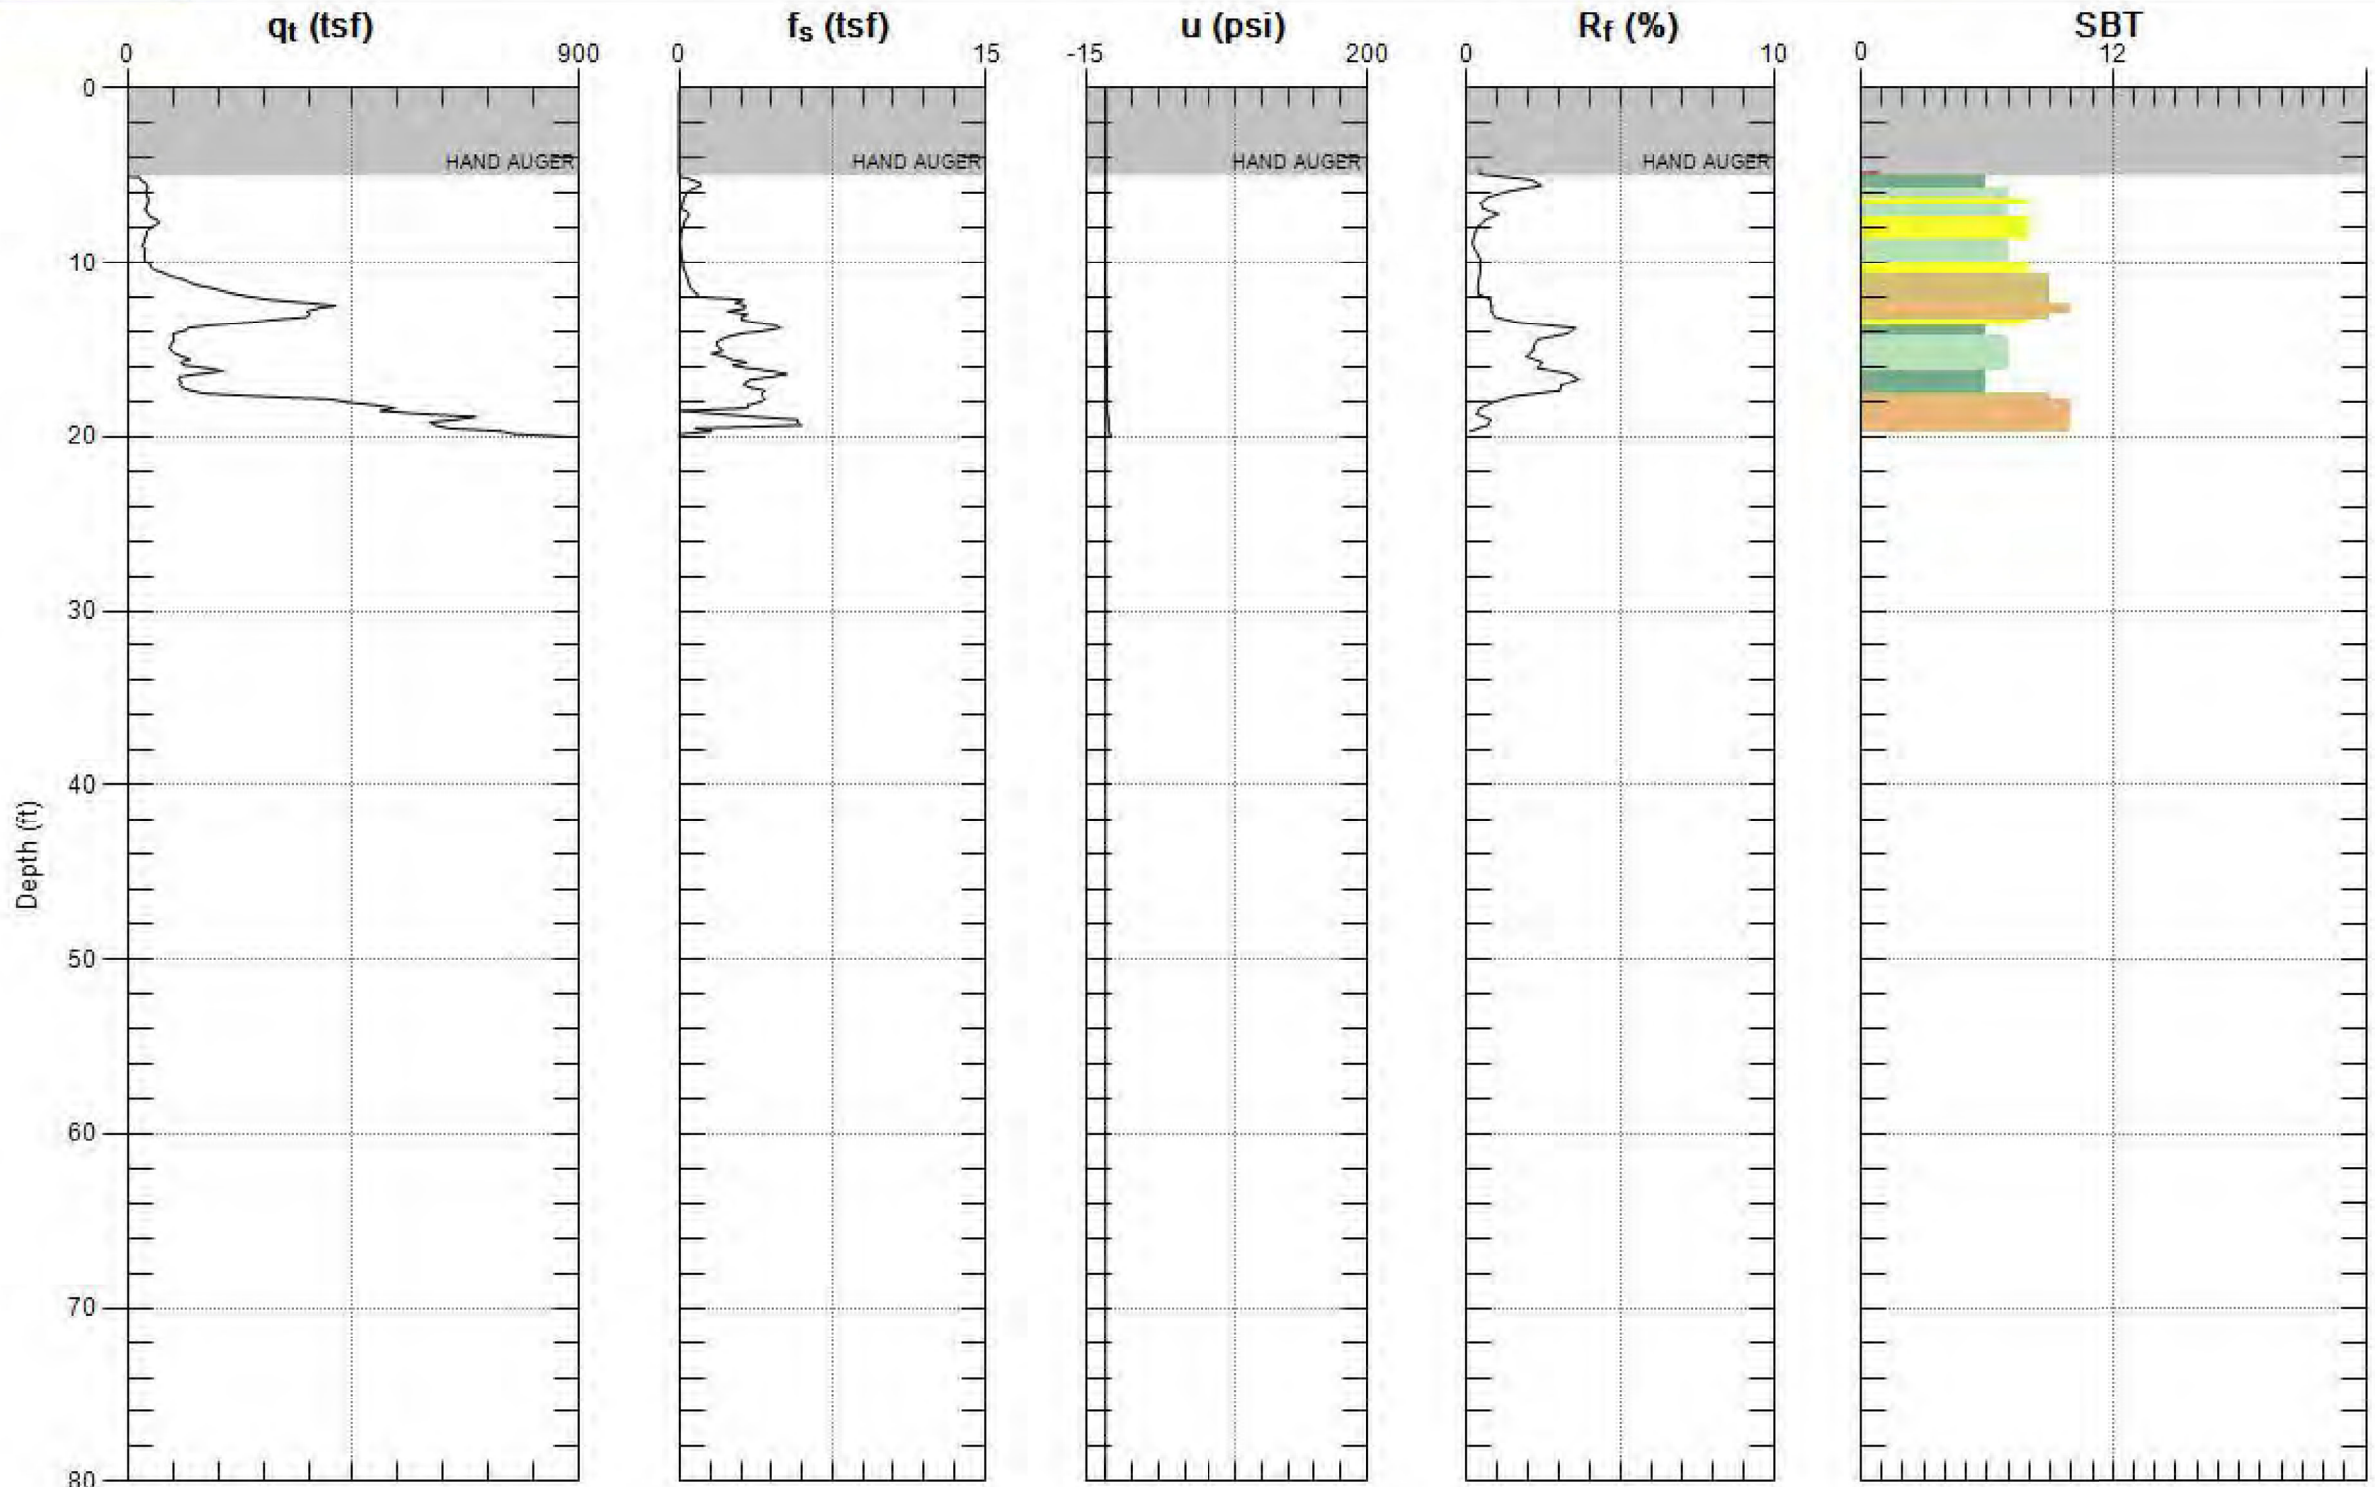 qt (tsf) fs (tsf) u (psi) Rf (%) SBT
0 900 0 15 -15 200 0 10 0 12
0
HAND AUGER HAND AUGER HAND AUGER HAND AUGER
10
20
30
40
Depth (ft)
50
60
70
80